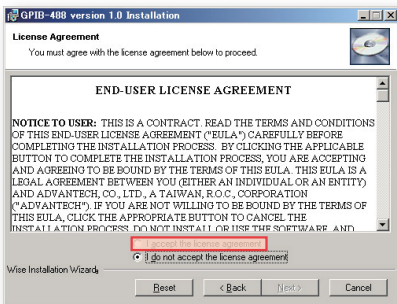 GPIB-488 version 1.0 Installation
License Agreement
You must agree with the license agreement below to proceed.
END-USER LICENSE AGREEMENT
NOTICE TO USER: THIS IS A CONTRACT. READ THE TERMS AND CONDITIONS
OF THIS END-USER LICENSE AGREEMENT ("EULA") CAREFULLY BEFORE
COMPLETING THE INSTALLATION PROCESS. BY CLICKING THE APPLICABLE
BUTTON TO COMPLETE THE INSTALLATION PROCESS, YOU ARE ACCEPTING
AND AGREEING TO BE BOUND BY THE TERMS OF THIS EULA. THIS EULA IS A
LEGAL AGREEMENT BETWEEN YOU (EITHER AN INDIVIDUAL OR AN ENTITY)
AND ADVANTECH, CO., LTD., A TAIWAN, R.O.C., CORPORATION
("ADVANTECH"). IF YOU ARE NOT WILLING TO BE BOUND BY THE TERMS OF
THIS EULA, CLICK THE APPROPRIATE BUTTON TO CANCEL THE
INSTALLATION PROCESS, DO NOT INSTALL OR USE THE SOFTWARE, AND
I accept the license agreement
I do not accept the license agreement
Wise Installation Wizard
Reset
< Back
Next >
Cancel